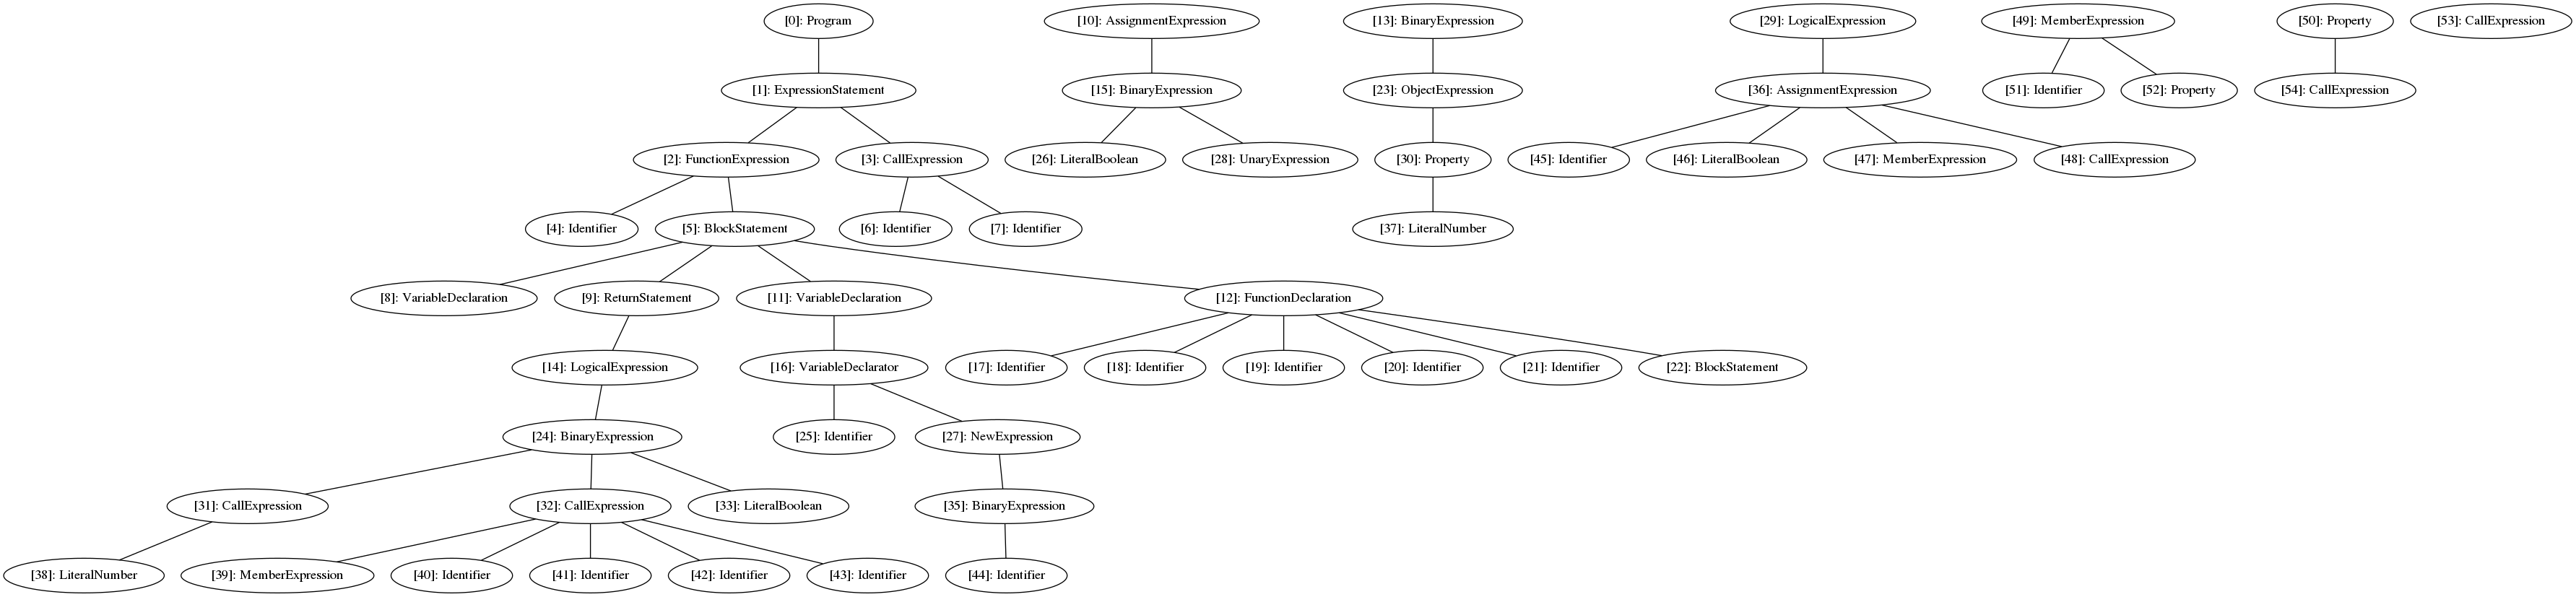 [0]: Program
[10]: AssignmentExpression
[13]: BinaryExpression
[29]: LogicalExpression
[49]: MemberExpression
[50]: Property
[53]: CallExpression
[1]: ExpressionStatement
[15]: BinaryExpression
[23]: ObjectExpression
[36]: AssignmentExpression
[51]: Identifier
[52]: Property
[54]: CallExpression
[2]: FunctionExpression
[3]: CallExpression
[26]: LiteralBoolean
[28]: UnaryExpression
[30]: Property
[45]: Identifier
[46]: LiteralBoolean
[47]: MemberExpression
[48]: CallExpression
[4]: Identifier
[5]: BlockStatement
[6]: Identifier
[7]: Identifier
[37]: LiteralNumber
[8]: VariableDeclaration
[9]: ReturnStatement
[11]: VariableDeclaration
[12]: FunctionDeclaration
[14]: LogicalExpression
[16]: VariableDeclarator
[17]: Identifier
[18]: Identifier
[19]: Identifier
[20]: Identifier
[21]: Identifier
[22]: BlockStatement
[24]: BinaryExpression
[25]: Identifier
[27]: NewExpression
[31]: CallExpression
[32]: CallExpression
[33]: LiteralBoolean
[35]: BinaryExpression
[38]: LiteralNumber
[39]: MemberExpression
[40]: Identifier
[41]: Identifier
[42]: Identifier
[43]: Identifier
[44]: Identifier